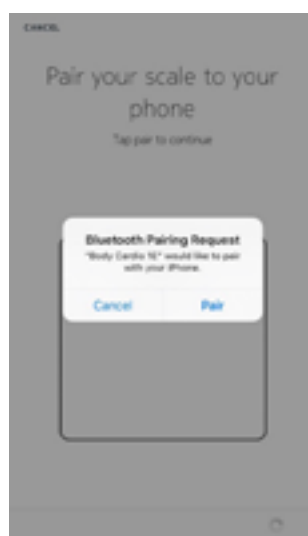 CANCEL
Pair your scale to your
phone
Tap pair to continue
Bluetooth Pairing Request
"Body Cardio 1E" would like to pair
with your iPhone.
Cancel
Pair